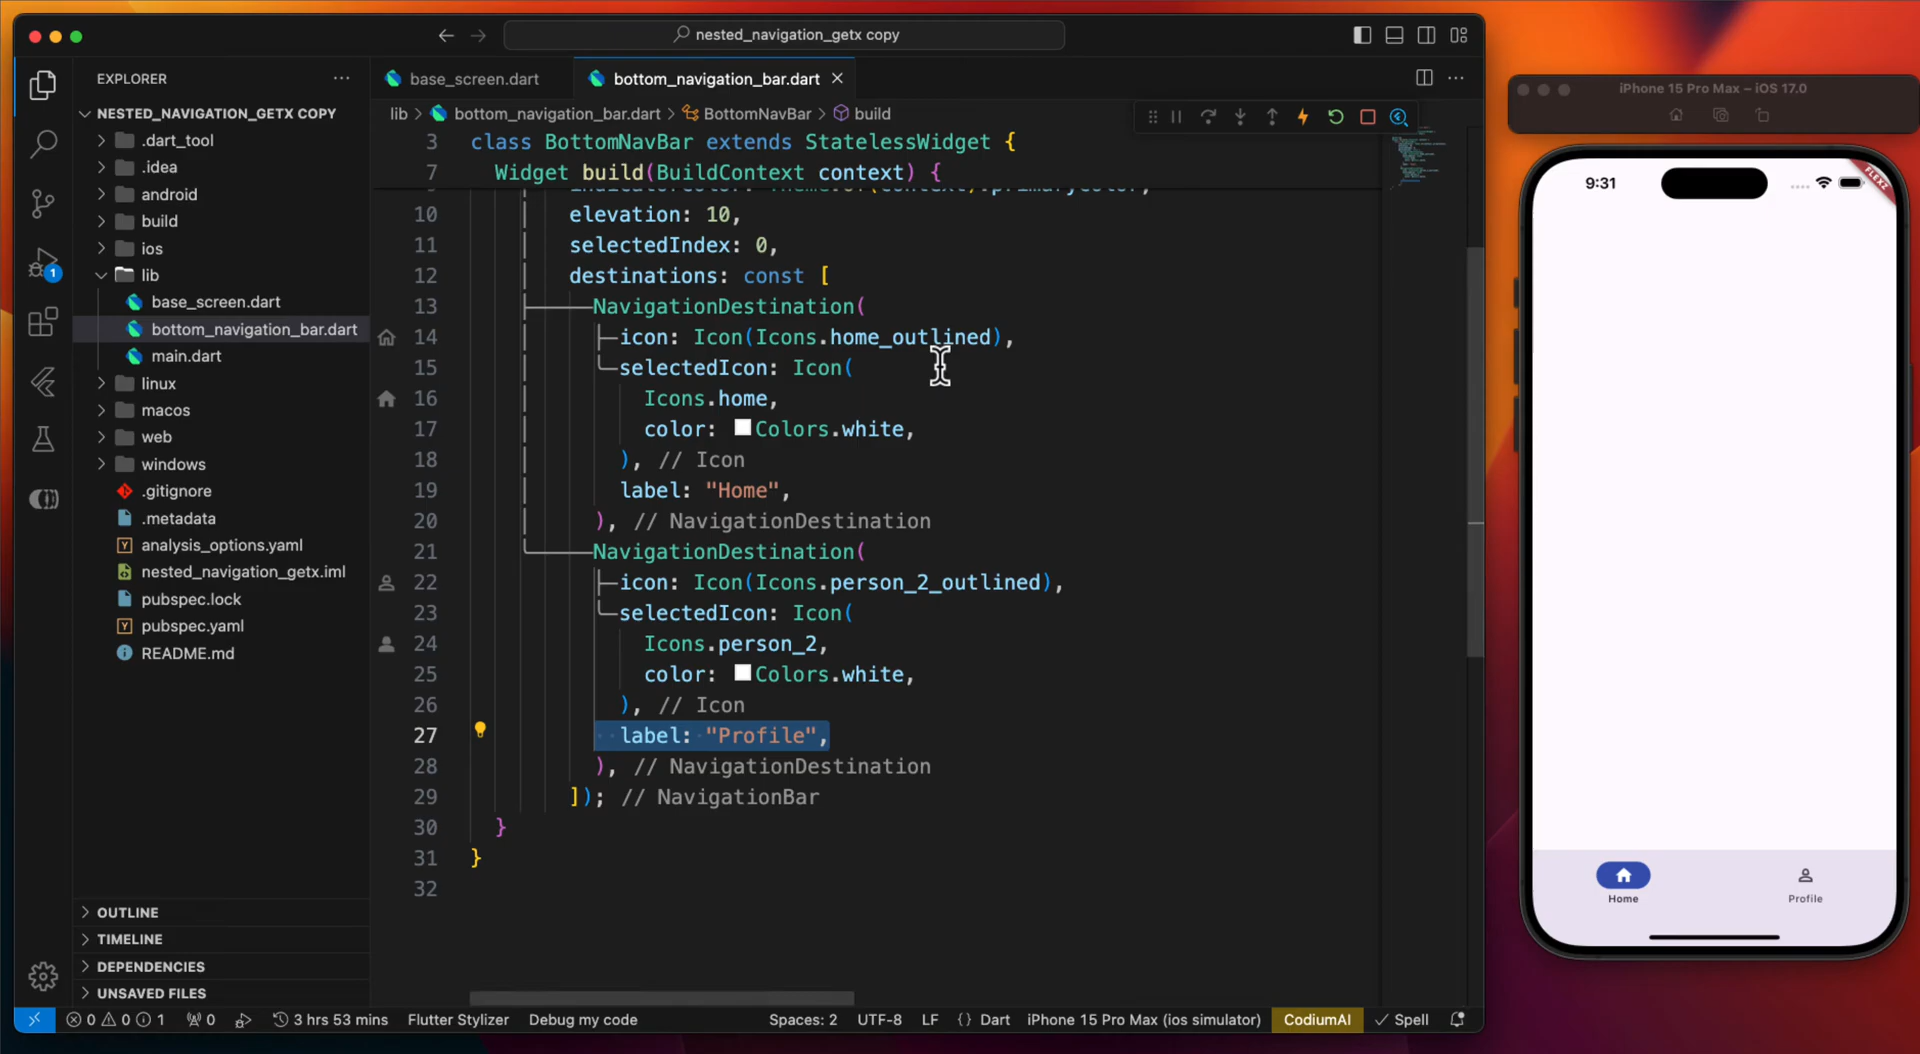 nested_navigation_getx copy
EXPLORER
NESTED_NAVIGATION_GETX COPY
.dart_tool
.idea
android
build
ios
lib
base_screen.dart
bottom_navigation_bar.dart
main.dart
linux
macos
web
windows
.gitignore
.metadata
analysis_options.yaml
nested_navigation_getx.iml
pubspec.lock
pubspec.yaml
README.md
OUTLINE
TIMELINE
DEPENDENCIES
UNSAVED FILES
1
base_screen.dart
bottom_navigation_bar.dart
lib > bottom_navigation_bar.dart > BottomNavBar > build
3 class BottomNavBar extends StatelessWidget {
7 Widget build(BuildContext context) {
indicatorColor: Theme.of(context).primaryColor,
10 elevation: 10,
11 selectedIndex: 0,
12 destinations: const [
13 NavigationDestination(
14 icon: Icon(Icons.home_outlined),
15 selectedIcon: Icon(
16 Icons.home,
17 color: Colors.white,
18 ), // Icon
19 label: "Home",
20 ), // NavigationDestination
21 NavigationDestination(
22 icon: Icon(Icons.person_2_outlined),
23 selectedIcon: Icon(
24 Icons.person_2,
25 color: Colors.white,
26 ), // Icon
27 label: "Profile",
28 ), // NavigationDestination
29 ]); // NavigationBar
30 }
31 }
32
0 0 1 0 3 hrs 53 mins Flutter Stylizer Debug my code Spaces: 2 UTF-8 LF {} Dart iPhone 15 Pro Max (ios simulator) CodiumAI Spell
iPhone 15 Pro Max – iOS 17.0
9:31
FLEXZ
Home
Profile